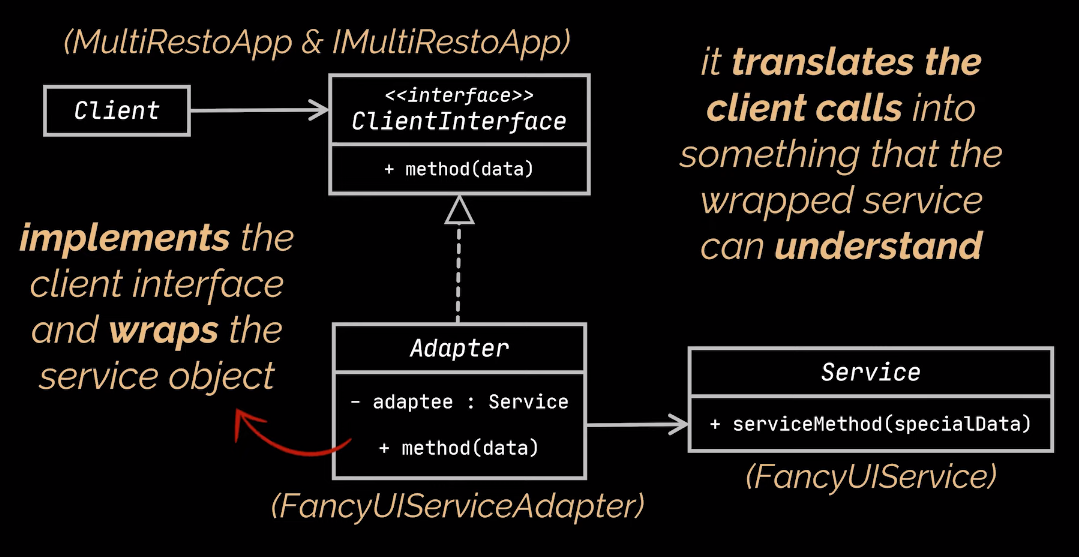 (MultiRestoApp & IMultiRestoApp)
Client
<<interface>>
ClientInterface
+ method(data)
it translates the
client calls into
something that the
wrapped service
can understand
implements the
client interface
and wraps the
service object
Adapter
- adaptee : Service
+ method(data)
(FancyUIServiceAdapter)
Service
+ serviceMethod(specialData)
(FancyUIService)